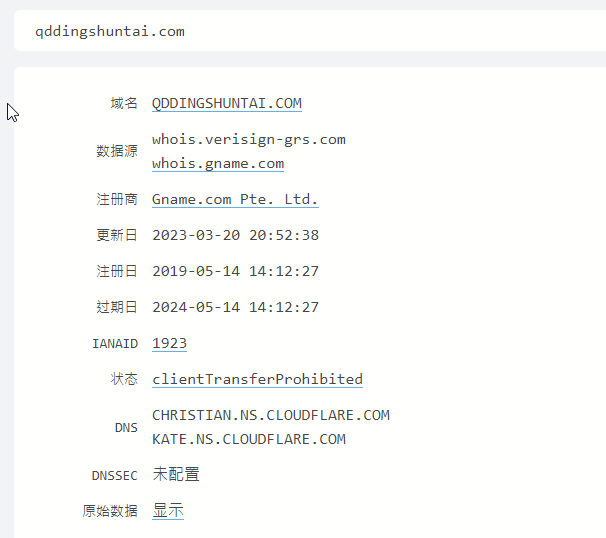 qddingshuntai.com
域名 QDDINGSHUNTAI.COM
数据源 whois.verisign-grs.com
whois.gname.com
注册商 Gname.com Pte. Ltd.
更新日 2023-03-20 20:52:38
注册日 2019-05-14 14:12:27
过期日 2024-05-14 14:12:27
IANAID 1923
状态 clientTransferProhibited
DNS CHRISTIAN.NS.CLOUDFLARE.COM
KATE.NS.CLOUDFLARE.COM
DNSSEC 未配置
原始数据 显示